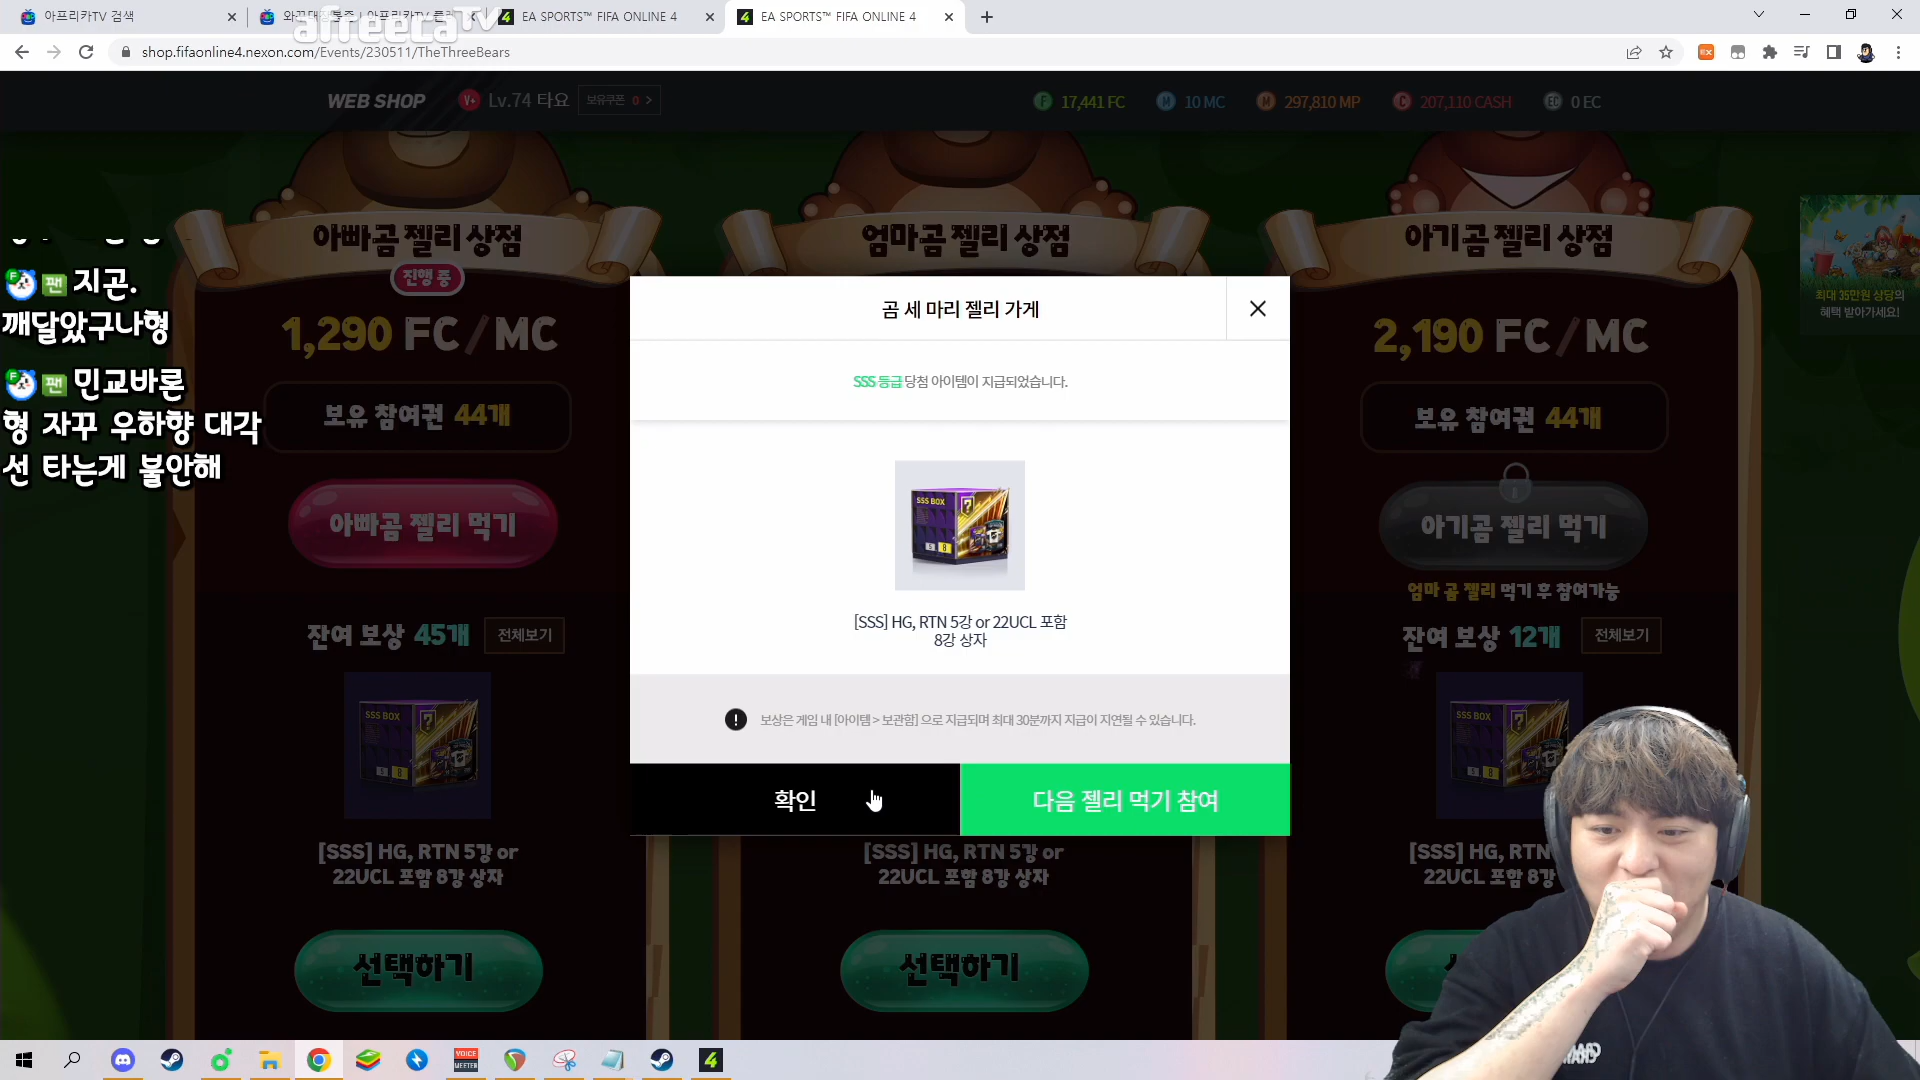 아프리카TV 검색
EA SPORTS™ FIFA ONLINE 4
EA SPORTS™ FIFA ONLINE 4
afreecaTV
shop.fifaonline4.nexon.com/Events/230511/TheThreeBears
WEB SHOP
Lv.74 타요
보유쿠폰 0 >
17,441 FC
10 MC
297,810 MP
207,110 CASH
0 EC
아빠곰 젤리 상점
엄마곰 젤리 상점
아기곰 젤리 상점
진행 중
1,290 FC/MC
2,190 FC/MC
보유 참여권 44개
보유 참여권 44개
아빠곰 젤리 먹기
아기곰 젤리 먹기
엄마 곰 젤리 먹기 후 참여가능
잔여 보상 45개
전체보기
잔여 보상 12개
전체보기
최대 35만원 상당의
혜택 받아가세요!
팬 지곤.
깨달았구나형
팬 민교바론
형 자꾸 우하향 대각
선 타는게 불안해
곰 세 마리 젤리 가게
SSS 등급 당첨 아이템이 지급되었습니다.
SSS BOX
5 8
[SSS] HG, RTN 5강 or 22UCL 포함
8강 상자
보상은 게임 내 [아이템 > 보관함] 으로 지급되며 최대 30분까지 지급이 지연될 수 있습니다.
확인
다음 젤리 먹기 참여
SSS BOX
5 8
SSS BOX
5 8
[SSS] HG, RTN 5강 or
22UCL 포함 8강 상자
[SSS] HG, RTN 5강 or
22UCL 포함 8강 상자
[SSS] HG, RTN
22UCL 포함 8강
선택하기
선택하기
VOICE
MEETER